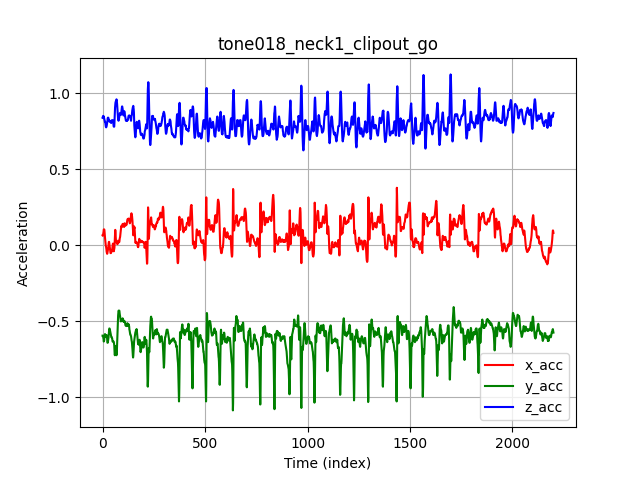 tone018_neck1_clipout_go
1.0
0.5
0.0
−0.5
−1.0
Acceleration
0
500
1000
1500
2000
Time (index)
x_acc
y_acc
z_acc